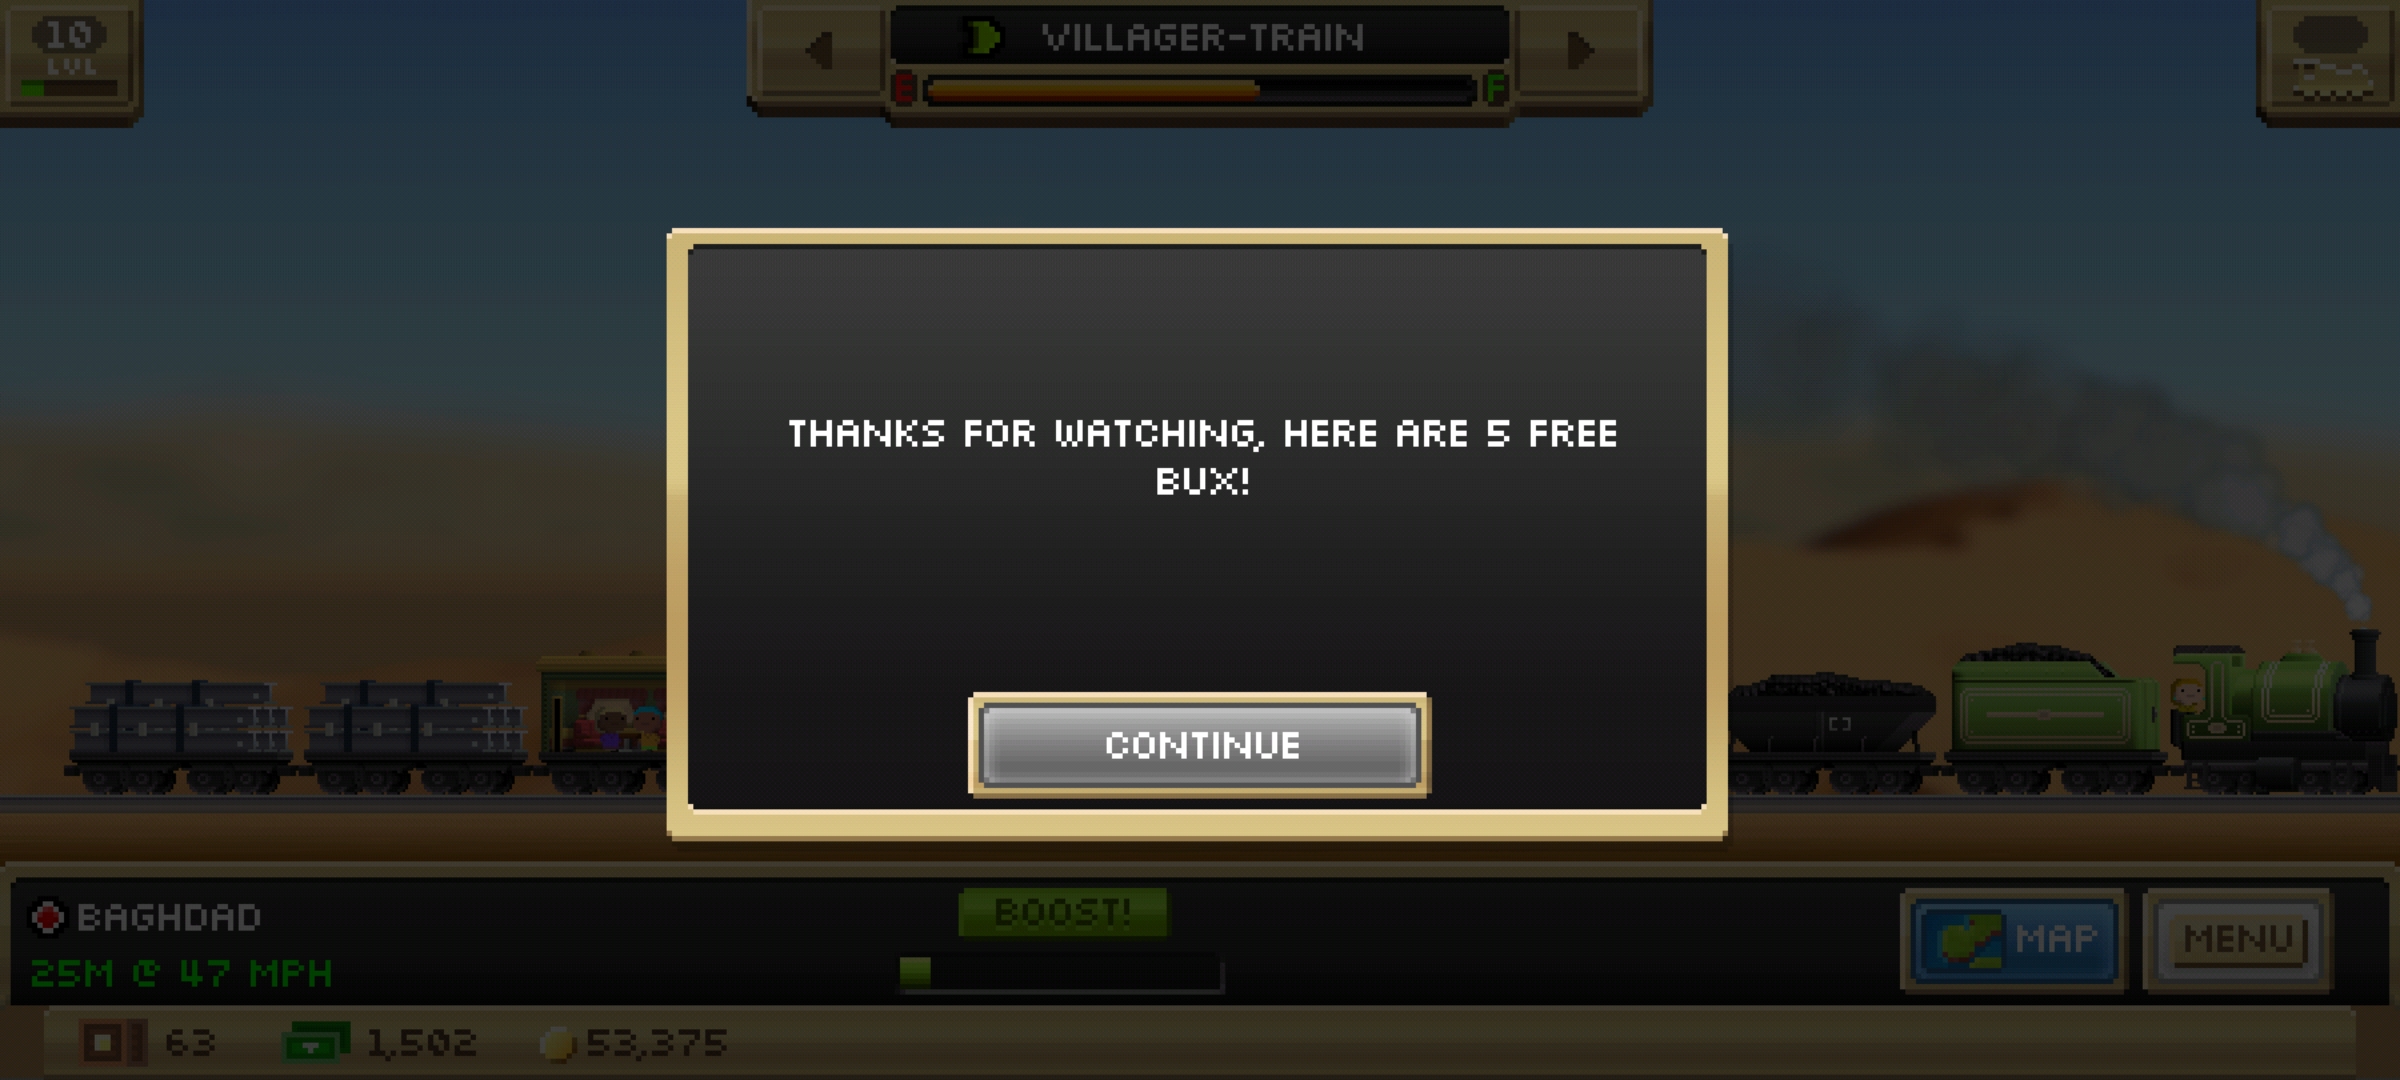 10
LVL
VILLAGER-TRAIN
E
F
THANKS FOR WATCHING, HERE ARE 5 FREE
BUX!
CONTINUE
BAGHDAD
BOOST!
MAP
MENU
25M @ 47 MPH
63
1,502
53,375